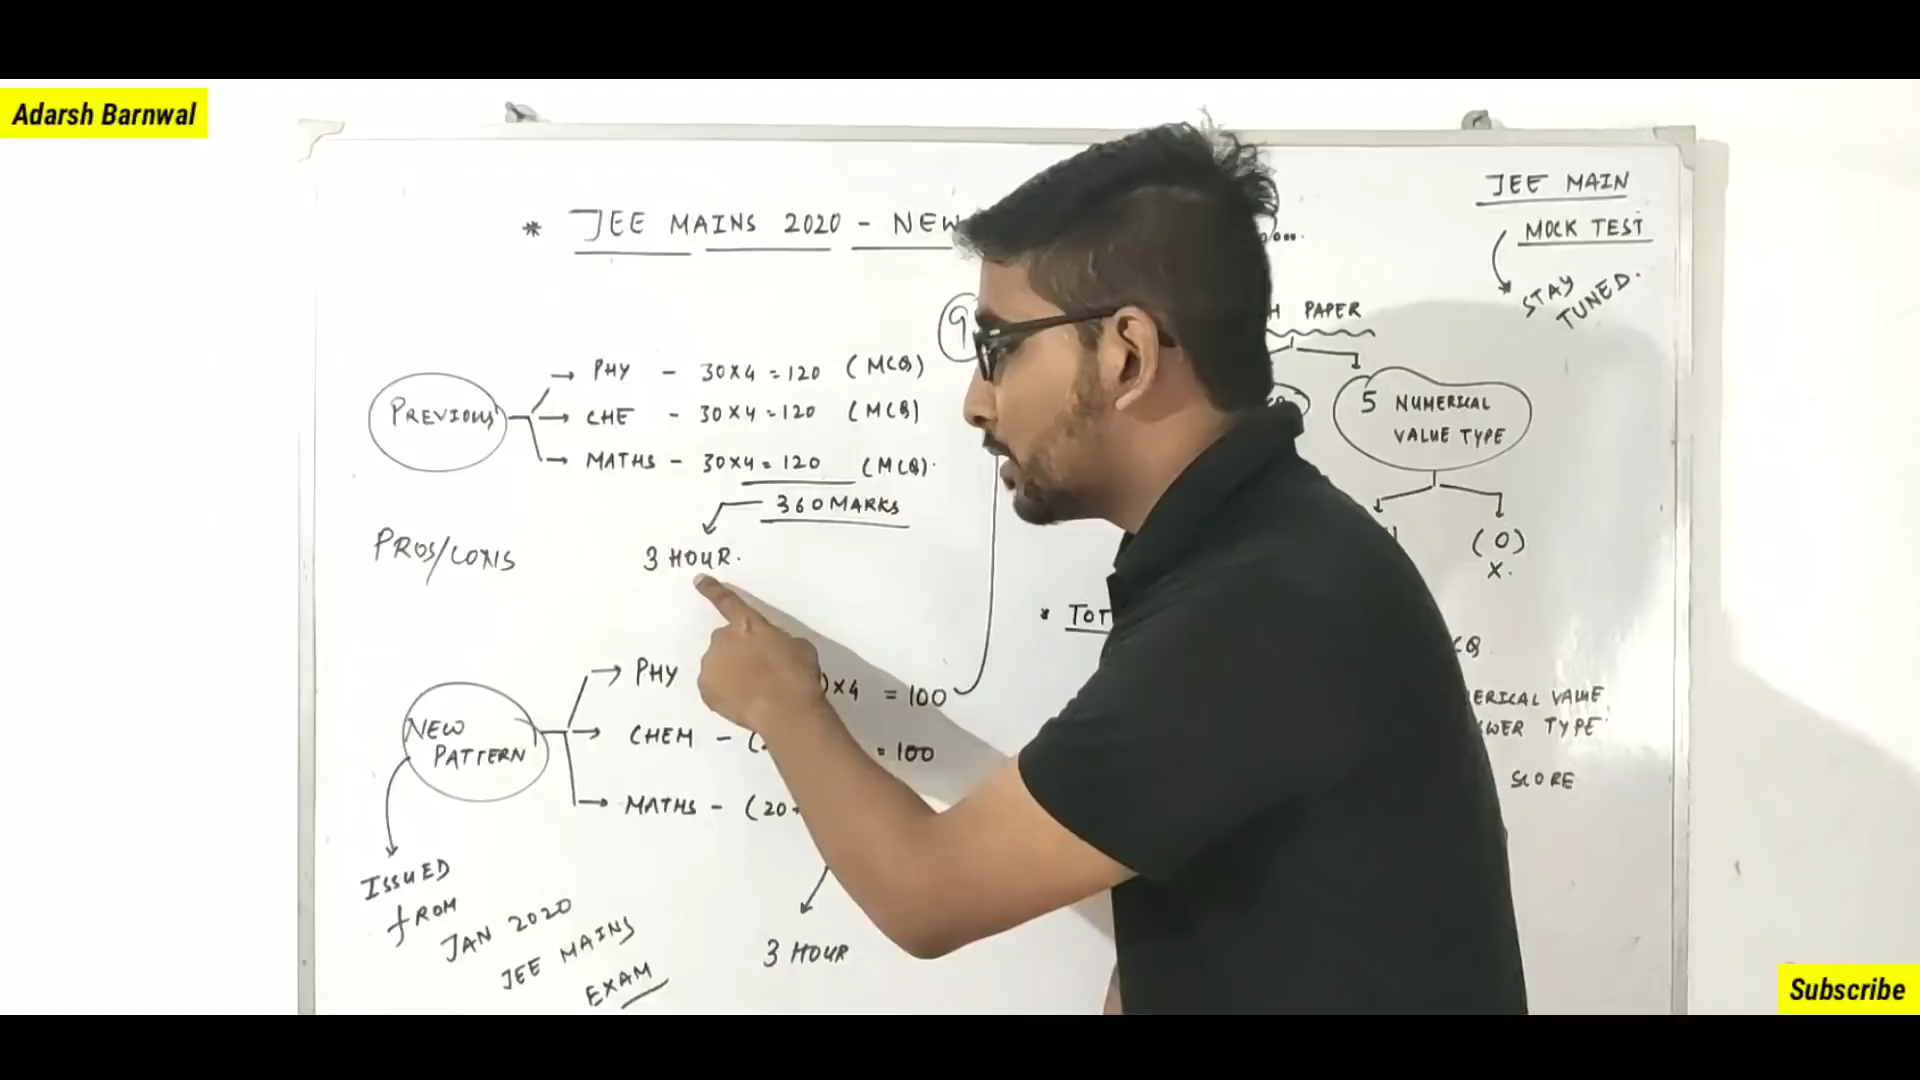 Adarsh Barnwal
* JEE MAINS 2020 - NEW
JEE MAIN
MOCK TEST
STAY
TUNED.
PREVIOUS
→ PHY - 30×4 = 120 (MCQ)
→ CHE - 30×4 = 120 (MCQ)
→ MATHS - 30×4 = 120 (MCQ).
360 MARKS
3 HOUR.
PROS/CONS
PAPER
5 NUMERICAL
VALUE TYPE
(0)
X.
* TOT
NEW
PATTERN
→ PHY ×4 = 100
→ CHEM - ( = 100
→ MATHS - (20+
3 HOUR
ISSUED
FROM
JAN 2020
JEE MAINS
EXAM
ERICAL VALUE
WER TYPE
SCORE
Subscribe